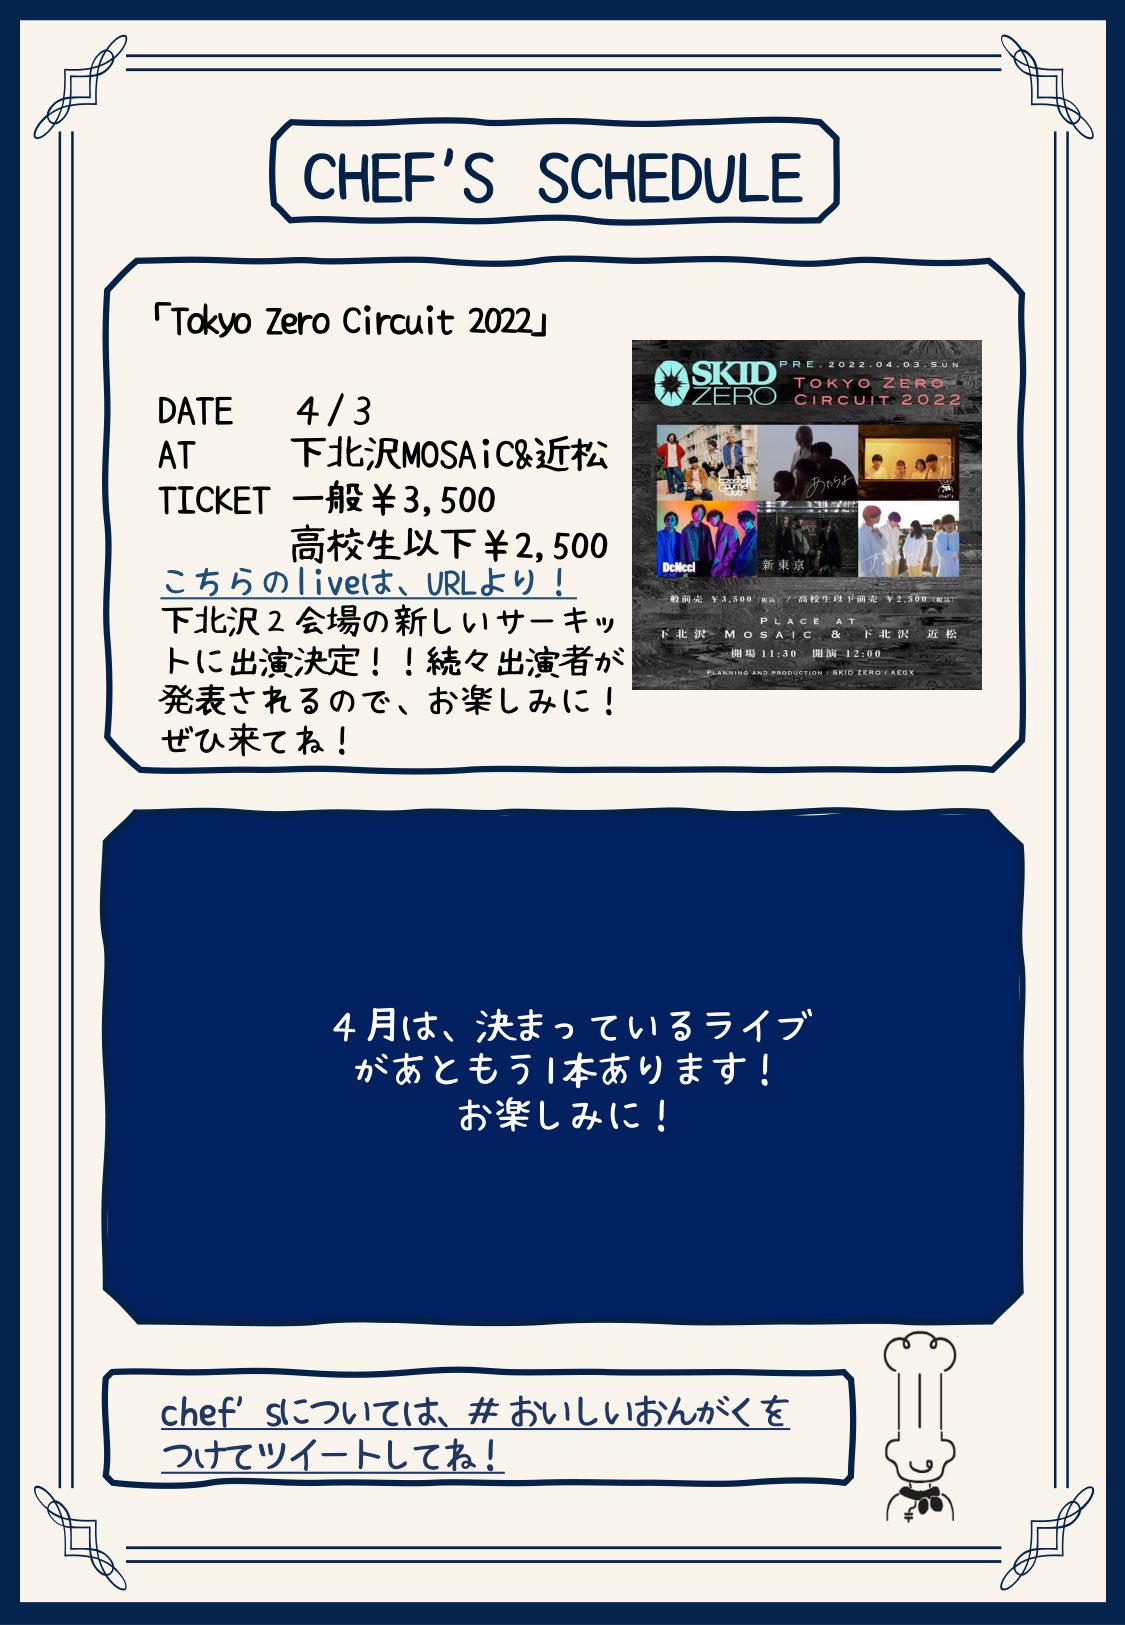 CHEF'S SCHEDULE
「Tokyo Zero Circuit 2022」
DATE 4/3
AT 下北沢MOSAiC&近松
TICKET 一般￥3,500
高校生以下￥2,500
こちらのliveは、URLより！
下北沢2会場の新しいサーキッ
トに出演決定！！続々出演者が
発表されるので、お楽しみに！
ぜひ来てね！
SKID ZERO
PRE.2022.04.03.SUN
TOKYO ZERO
CIRCUIT 2022
あたらよ
chef's
DeNeel
新東京
一般前売 ￥3,500 (税込) / 高校生以下前売 ￥2,500 (税込)
PLACE AT
下北沢 MOSAiC & 下北沢 近松
開場 11:30 開演 12:00
PLANNING AND PRODUCTION : SKID ZERO / AEGX
４月は、決まっているライブ
があともう1本あります！
お楽しみに！
chef'sについては、#おいしいおんがくを
つけてツイートしてね！